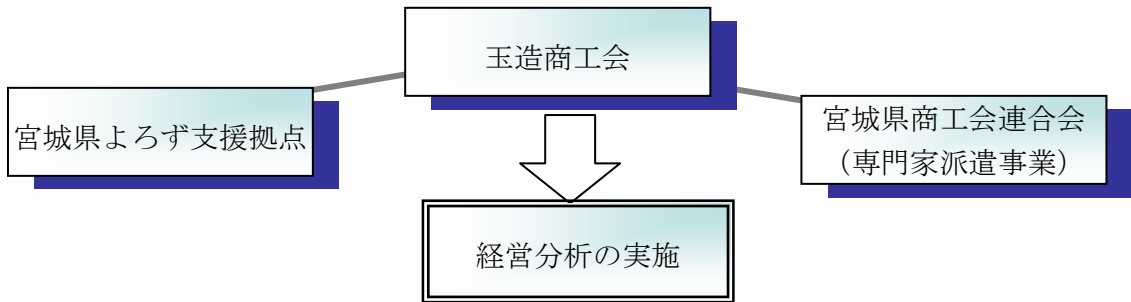 玉造商工会
宮城県よろず支援拠点
宮城県商工会連合会
（専門家派遣事業）
経営分析の実施